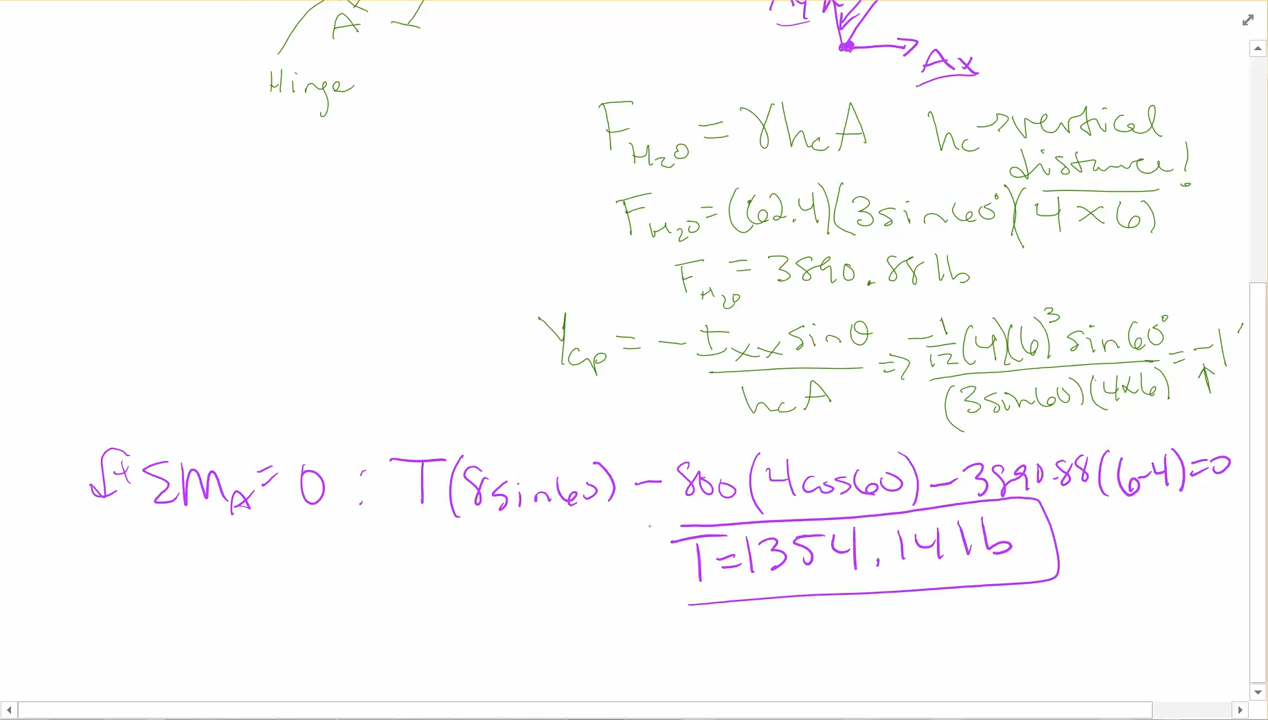 A
Hinge
Ax
F_H₂O = γ h_c A
h_c → vertical distance!
F_H₂O = (62.4)(3 sin 60°)(4 × 6)
F_H₂O = 3890.88 lb
Y_cp = - I_xx sin θ / h_c A ⇒ -1/12 (4)(6)³ sin 60° / (3 sin 60)(4×6) = -1'
+ ΣM_A = 0 : T(8 sin 60) - 800 (4 cos 60) - 3890.88 (6-4) = 0
T = 1354.14 lb